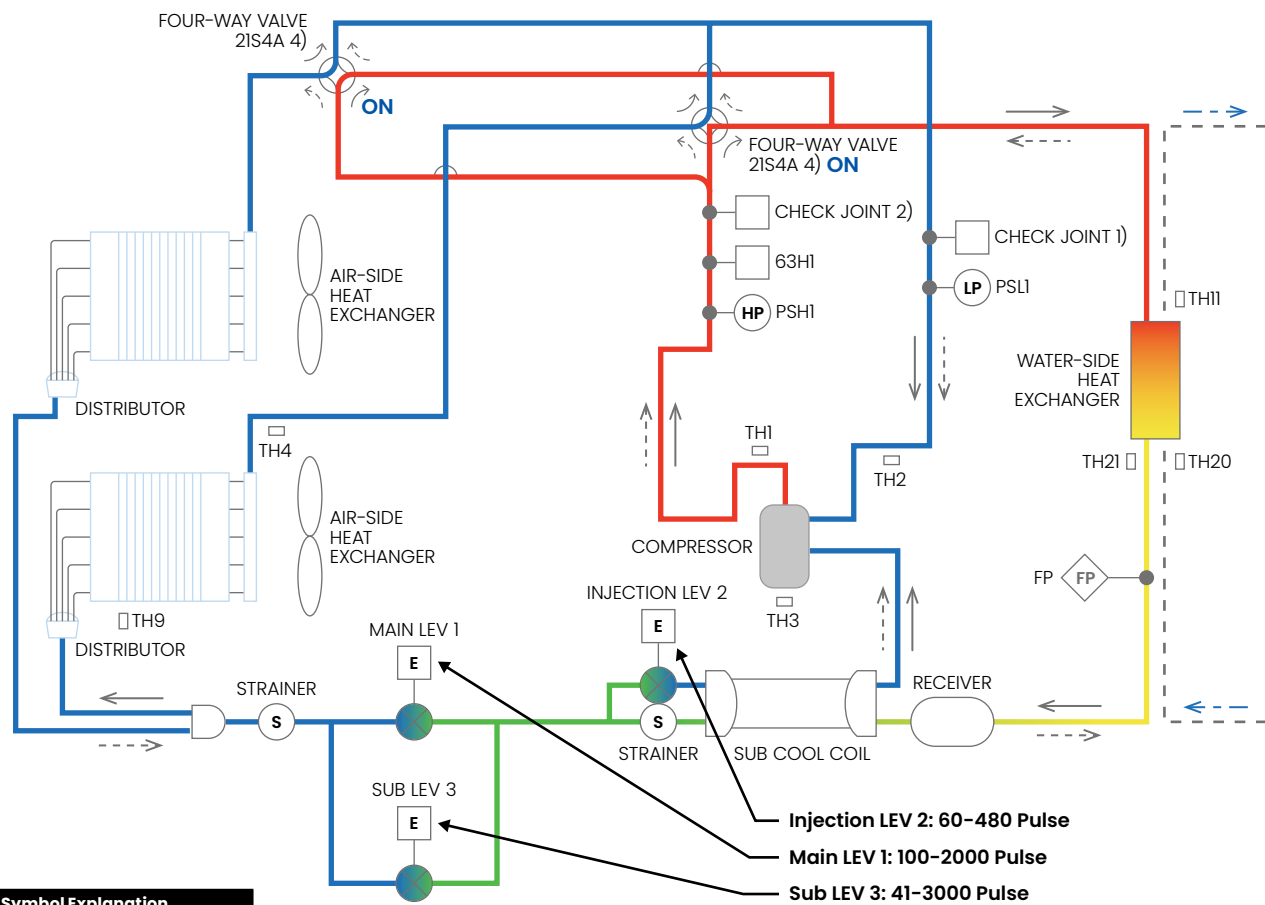 FOUR-WAY VALVE
21S4A 4)
ON
FOUR-WAY VALVE
21S4A 4) ON
CHECK JOINT 2)
63H1
HP PSH1
CHECK JOINT 1)
LP PSL1
AIR-SIDE
HEAT
EXCHANGER
DISTRIBUTOR
TH4
TH11
WATER-SIDE
HEAT
EXCHANGER
TH1
TH2
TH21
TH20
AIR-SIDE
HEAT
EXCHANGER
COMPRESSOR
TH3
FP FP
TH9
DISTRIBUTOR
INJECTION LEV 2
E
MAIN LEV 1
E
STRAINER
S
S
STRAINER
SUB COOL COIL
RECEIVER
SUB LEV 3
E
Injection LEV 2: 60-480 Pulse
Main LEV 1: 100-2000 Pulse
Sub LEV 3: 41-3000 Pulse
Symbol Explanation